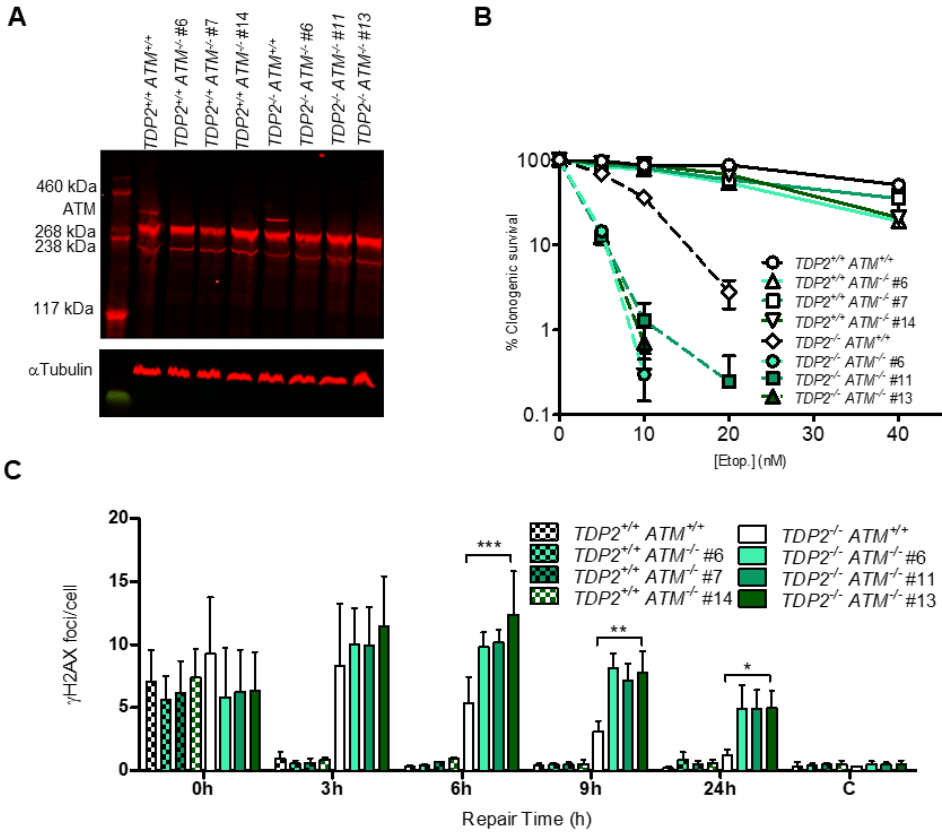 A
TDP2+/+ ATM+/+
TDP2+/+ ATM-/- #6
TDP2+/+ ATM-/- #7
TDP2+/+ ATM-/- #14
TDP2-/- ATM+/+
TDP2-/- ATM-/- #6
TDP2-/- ATM-/- #11
TDP2-/- ATM-/- #13
460 kDa
ATM
268 kDa
238 kDa
117 kDa
αTubulin
B
% Clonogenic survival
100
10
1
0.1
0 10 20 30 40
[Etop.] (nM)
TDP2+/+ ATM+/+
TDP2+/+ ATM-/- #6
TDP2+/+ ATM-/- #7
TDP2+/+ ATM-/- #14
TDP2-/- ATM+/+
TDP2-/- ATM-/- #6
TDP2-/- ATM-/- #11
TDP2-/- ATM-/- #13
C
γH2AX foci/cell
20
15
10
5
0
0h 3h 6h 9h 24h C
Repair Time (h)
***
**
*
TDP2+/+ ATM+/+
TDP2+/+ ATM-/- #6
TDP2+/+ ATM-/- #7
TDP2+/+ ATM-/- #14
TDP2-/- ATM+/+
TDP2-/- ATM-/- #6
TDP2-/- ATM-/- #11
TDP2-/- ATM-/- #13